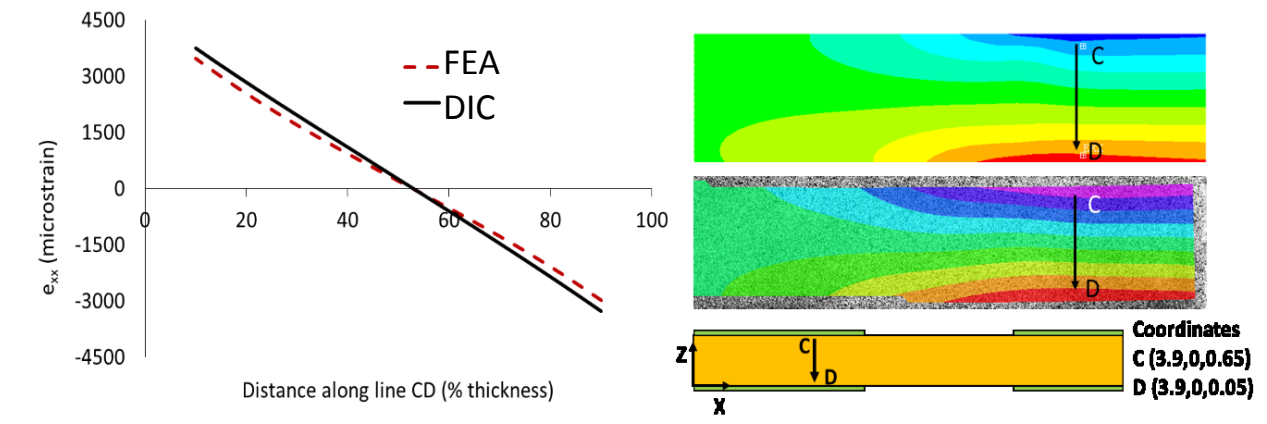 4500
3000
1500
0
-1500
-3000
-4500
0
20
40
60
80
100
e_xx (microstrain)
Distance along line CD (% thickness)
FEA
DIC
C
D
C
D
Z
X
C
D
Coordinates
C (3.9,0,0.65)
D (3.9,0,0.05)